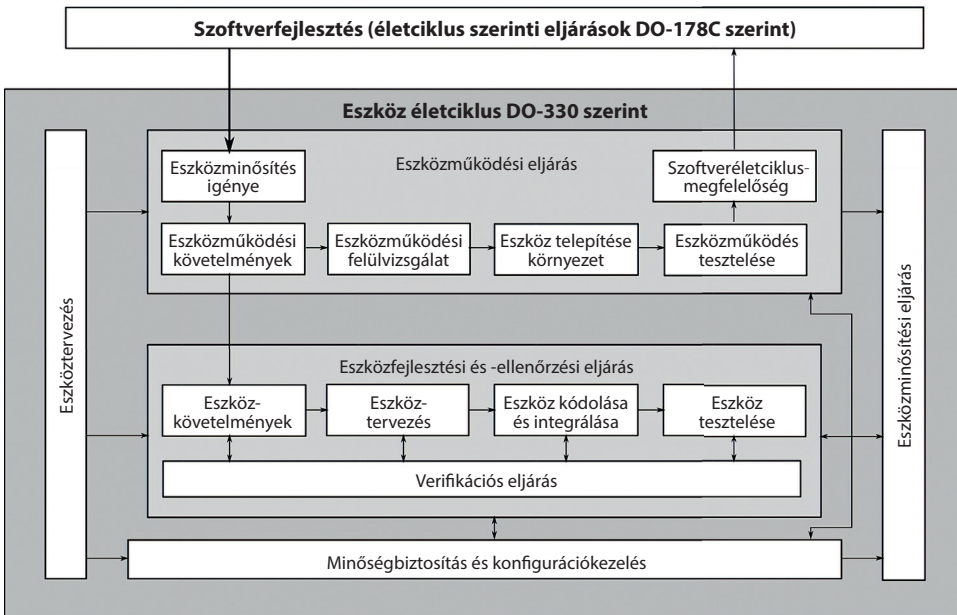 Szoftverfejlesztés (életciklus szerinti eljárások DO-178C szerint)
Eszköz életciklus DO-330 szerint
Eszközműködési eljárás
Eszközminősítés
igénye
Szoftveréletciklus-
megfelelőség
Eszközműködési
követelmények
Eszközműködési
felülvizsgálat
Eszköz telepítése
környezet
Eszközműködés
tesztelése
Eszköztervezés
Eszközminősítési eljárás
Eszközfejlesztési és -ellenőrzési eljárás
Eszköz-
követelmények
Eszköz-
tervezés
Eszköz kódolása
és integrálása
Eszköz
tesztelése
Verifikációs eljárás
Minőségbiztosítás és konfigurációkezelés